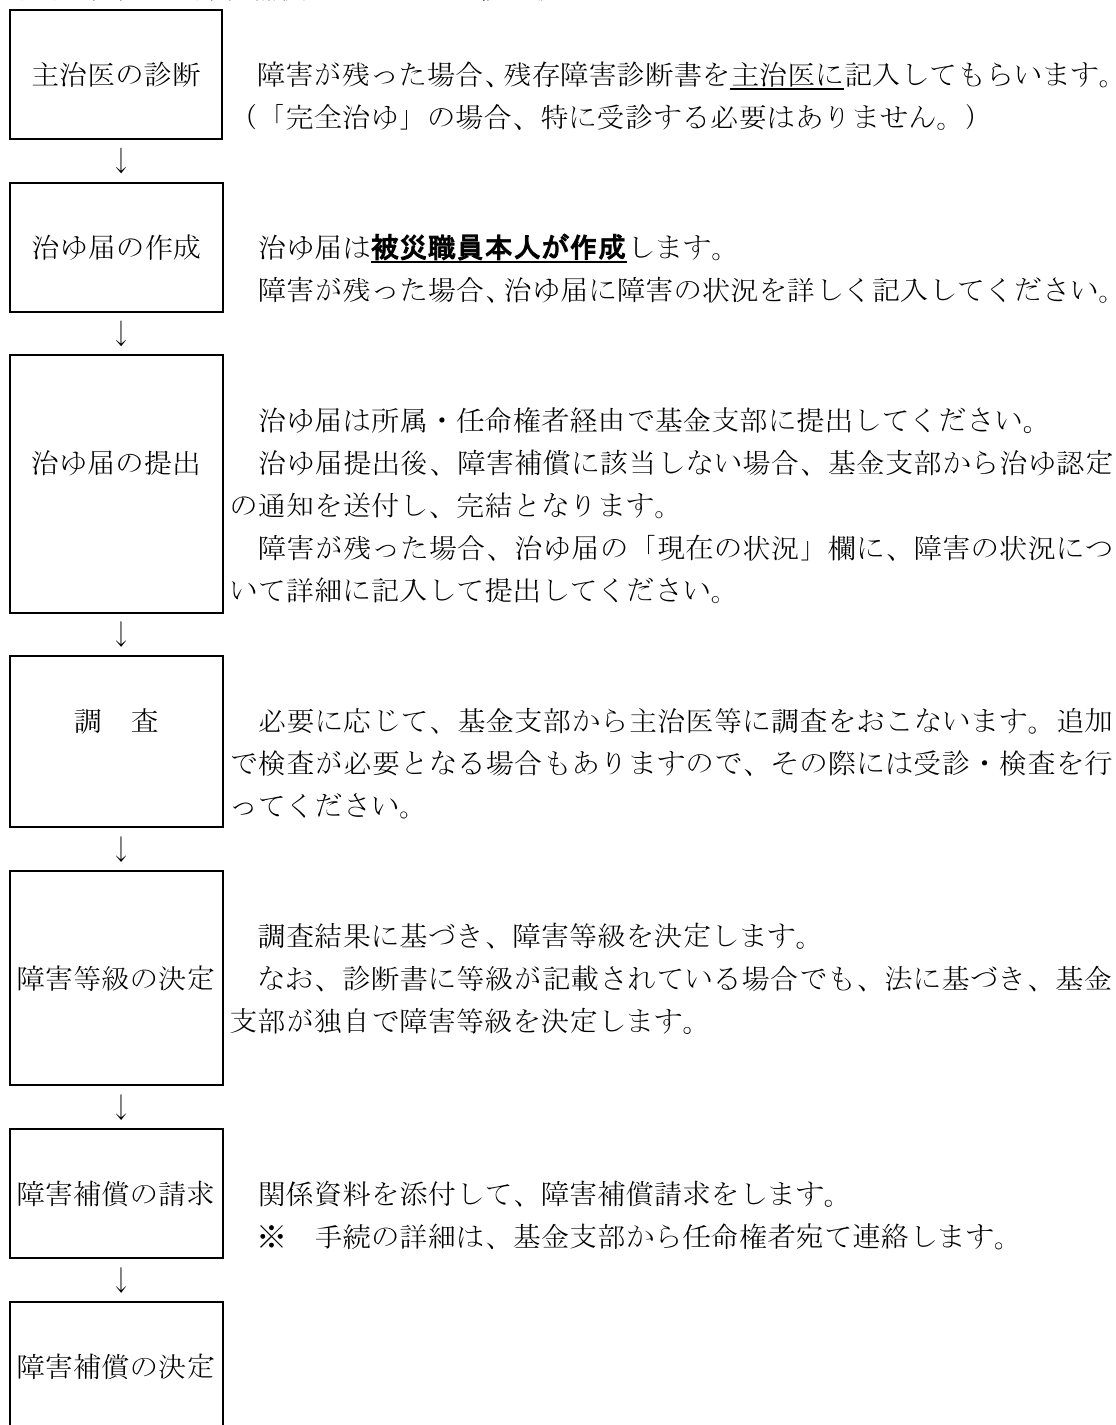 主治医の診断
障害が残った場合、残存障害診断書を主治医に記入してもらいます。
（「完全治ゆ」の場合、特に受診する必要はありません。）
↓
治ゆ届の作成
治ゆ届は被災職員本人が作成します。
障害が残った場合、治ゆ届に障害の状況を詳しく記入してください。
↓
治ゆ届の提出
治ゆ届は所属・任命権者経由で基金支部に提出してください。
治ゆ届提出後、障害補償に該当しない場合、基金支部から治ゆ認定
の通知を送付し、完結となります。
障害が残った場合、治ゆ届の「現在の状況」欄に、障害の状況につ
いて詳細に記入して提出してください。
↓
調　査
必要に応じて、基金支部から主治医等に調査をおこないます。追加
で検査が必要となる場合もありますので、その際には受診・検査を行
ってください。
↓
障害等級の決定
調査結果に基づき、障害等級を決定します。
なお、診断書に等級が記載されている場合でも、法に基づき、基金
支部が独自で障害等級を決定します。
↓
障害補償の請求
関係資料を添付して、障害補償請求をします。
※　手続の詳細は、基金支部から任命権者宛て連絡します。
↓
障害補償の決定